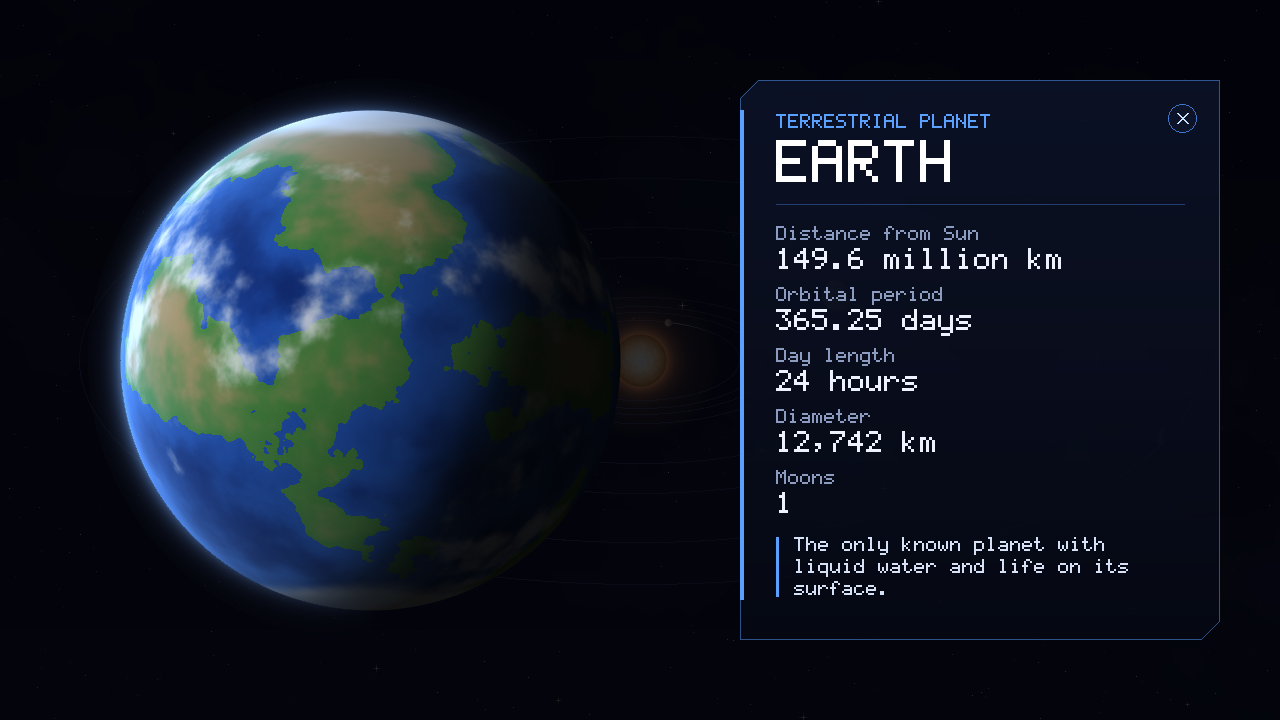 TERRESTRIAL PLANET
EARTH
Distance from Sun
149.6 million km
Orbital period
365.25 days
Day length
24 hours
Diameter
12,742 km
Moons
1
The only known planet with
liquid water and life on its
surface.